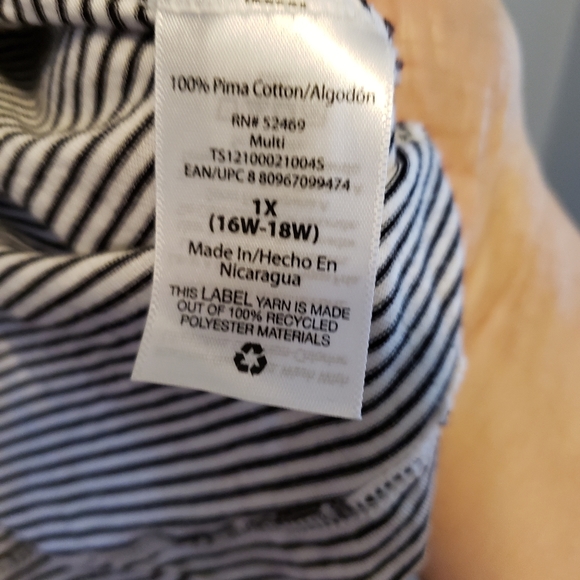 100% Pima Cotton/Algodón
RN# 52469
Multi
TS12100021004S
EAN/UPC 8 80967099474
1X
(16W-18W)
Made In/Hecho En
Nicaragua
THIS LABEL YARN IS MADE
OUT OF 100% RECYCLED
POLYESTER MATERIALS